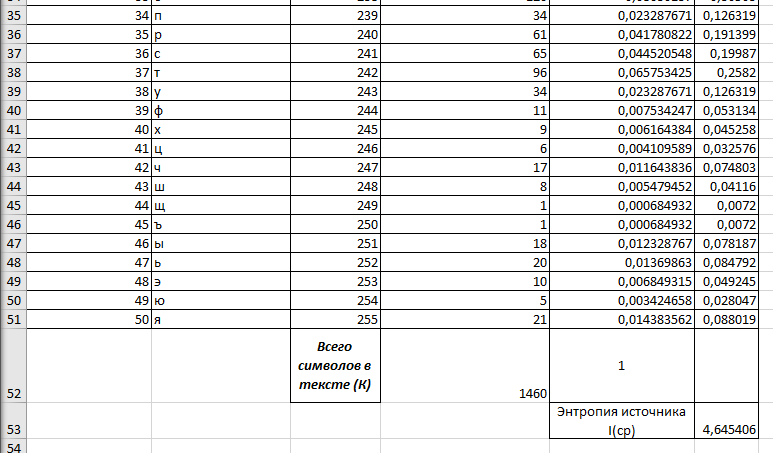 35 34 п 239 34 0,023287671 0,126319
36 35 р 240 61 0,041780822 0,191399
37 36 с 241 65 0,044520548 0,19987
38 37 т 242 96 0,065753425 0,2582
39 38 у 243 34 0,023287671 0,126319
40 39 ф 244 11 0,007534247 0,053134
41 40 х 245 9 0,006164384 0,045258
42 41 ц 246 6 0,004109589 0,032576
43 42 ч 247 17 0,011643836 0,074803
44 43 ш 248 8 0,005479452 0,04116
45 44 щ 249 1 0,000684932 0,0072
46 45 ъ 250 1 0,000684932 0,0072
47 46 ы 251 18 0,012328767 0,078187
48 47 ь 252 20 0,01369863 0,084792
49 48 э 253 10 0,006849315 0,049245
50 49 ю 254 5 0,003424658 0,028047
51 50 я 255 21 0,014383562 0,088019
Всего
символов в 1
тексте (К)
52 1460
Энтропия источника
53 I(ср) 4,645406
54